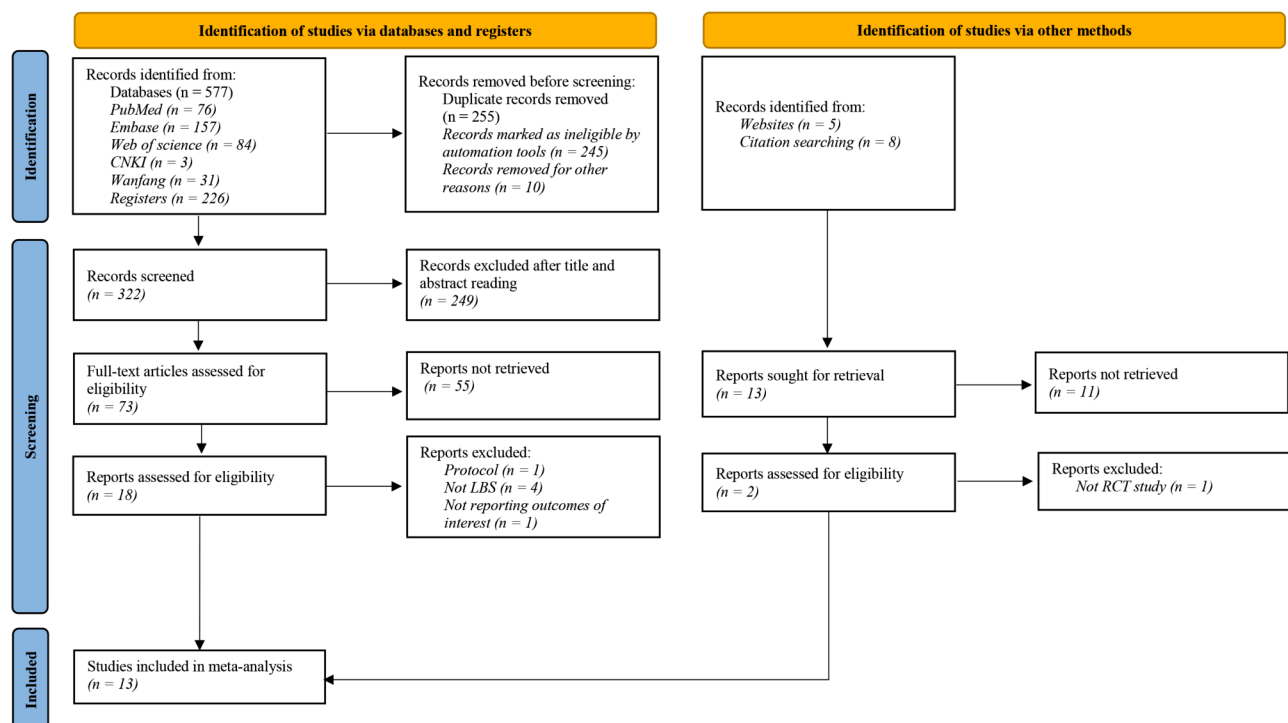 Identification of studies via databases and registers
Identification of studies via other methods
Identification
Records identified from:
Databases (n = 577)
PubMed (n = 76)
Embase (n = 157)
Web of science (n = 84)
CNKI (n = 3)
Wanfang (n = 31)
Registers (n = 226)
Records removed before screening:
Duplicate records removed
(n = 255)
Records marked as ineligible by
automation tools (n = 245)
Records removed for other
reasons (n = 10)
Records identified from:
Websites (n = 5)
Citation searching (n = 8)
Screening
Records screened
(n = 322)
Records excluded after title and
abstract reading
(n = 249)
Full-text articles assessed for
eligibility
(n = 73)
Reports not retrieved
(n = 55)
Reports sought for retrieval
(n = 13)
Reports not retrieved
(n = 11)
Reports assessed for eligibility
(n = 18)
Reports excluded:
Protocol (n = 1)
Not LBS (n = 4)
Not reporting outcomes of
interest (n = 1)
Reports assessed for eligibility
(n = 2)
Reports excluded:
Not RCT study (n = 1)
Included
Studies included in meta-analysis
(n = 13)